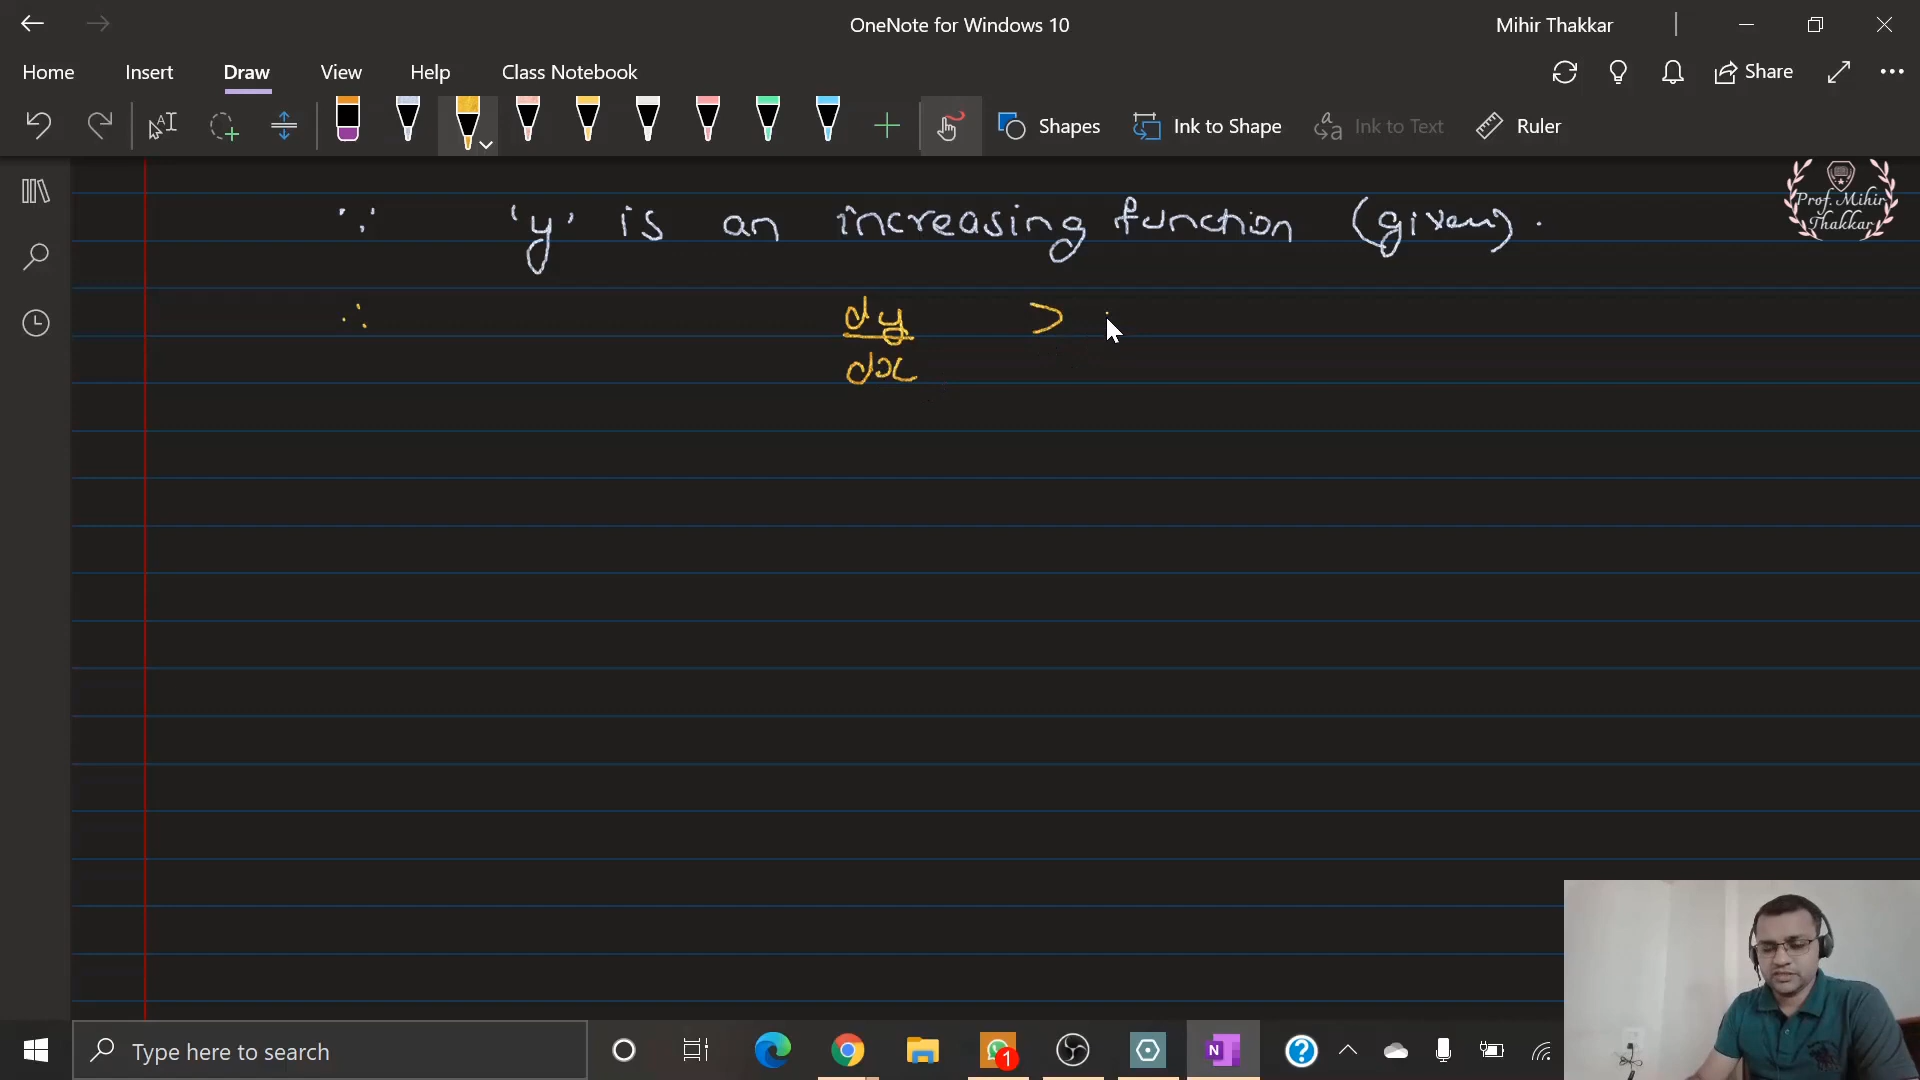 OneNote for Windows 10 Mihir Thakkar
Home Insert Draw View Help Class Notebook Share
Shapes Ink to Shape Ink to Text Ruler
∵ 'y' is an increasing function (given).
∴ dy/dx >
Prof. Mihir
Thakkar
Type here to search
1